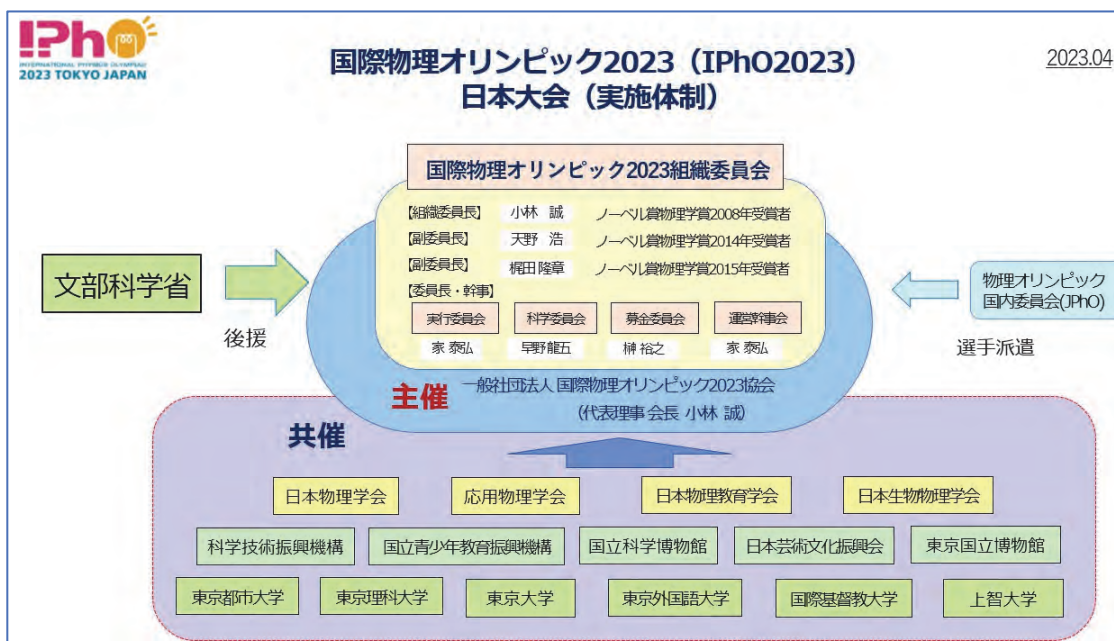 IPhO
INTERNATIONAL PHYSICS OLYMPIAD
2023 TOKYO JAPAN
国際物理オリンピック2023（IPhO2023）
日本大会（実施体制）
2023.04
国際物理オリンピック2023組織委員会
【組織委員長】 小林 誠 ノーベル賞物理学賞2008年受賞者
【副委員長】 天野 浩 ノーベル賞物理学賞2014年受賞者
【副委員長】 梶田 隆章 ノーベル賞物理学賞2015年受賞者
【委員長・幹事】
実行委員会 科学委員会 募金委員会 運営幹事会
家 泰弘 早野 龍五 榊 裕之 家 泰弘
文部科学省
後援
物理オリンピック
国内委員会(JPhO)
選手派遣
主催 一般社団法人 国際物理オリンピック2023協会
(代表理事 会長 小林 誠)
共催
日本物理学会 応用物理学会 日本物理教育学会 日本生物物理学会
科学技術振興機構 国立青少年教育振興機構 国立科学博物館 日本芸術文化振興会 東京国立博物館
東京都市大学 東京理科大学 東京大学 東京外国語大学 国際基督教大学 上智大学